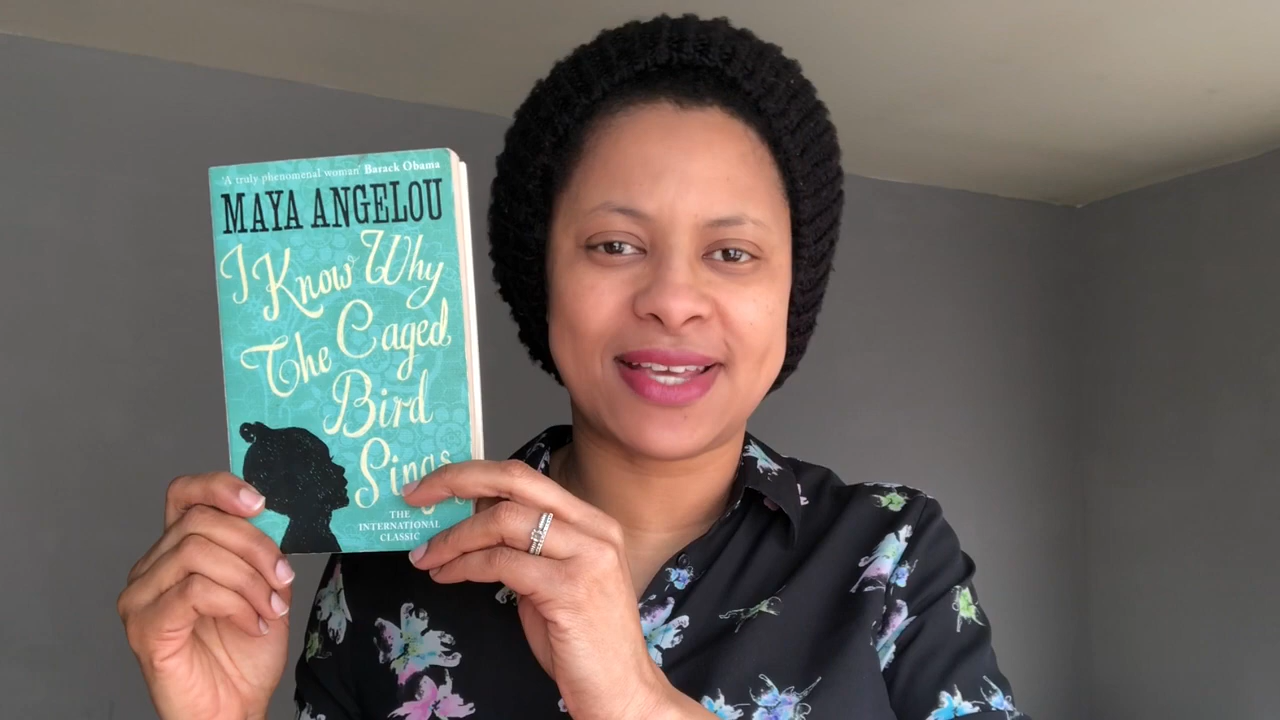 'A truly phenomenal woman' Barack Obama
MAYA ANGELOU
I Know Why
The Caged
Bird
Sings
THE
INTERNATIONAL
CLASSIC